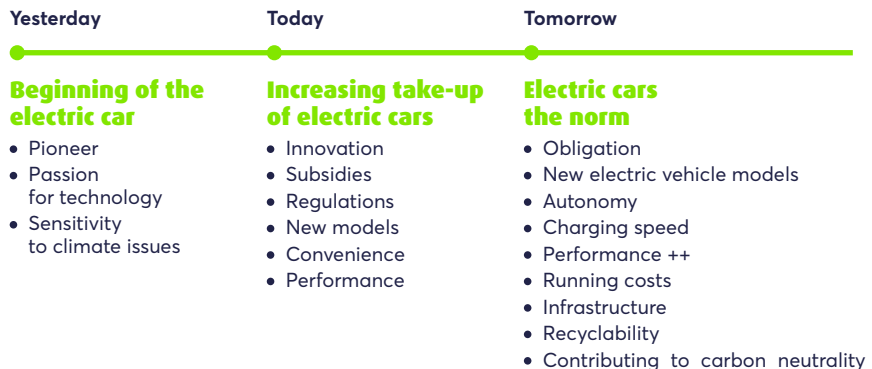 Yesterday
Beginning of the
electric car
• Pioneer
• Passion
for technology
• Sensitivity
to climate issues
Today
Increasing take-up
of electric cars
• Innovation
• Subsidies
• Regulations
• New models
• Convenience
• Performance
Tomorrow
Electric cars
the norm
• Obligation
• New electric vehicle models
• Autonomy
• Charging speed
• Performance ++
• Running costs
• Infrastructure
• Recyclability
• Contributing to carbon neutrality